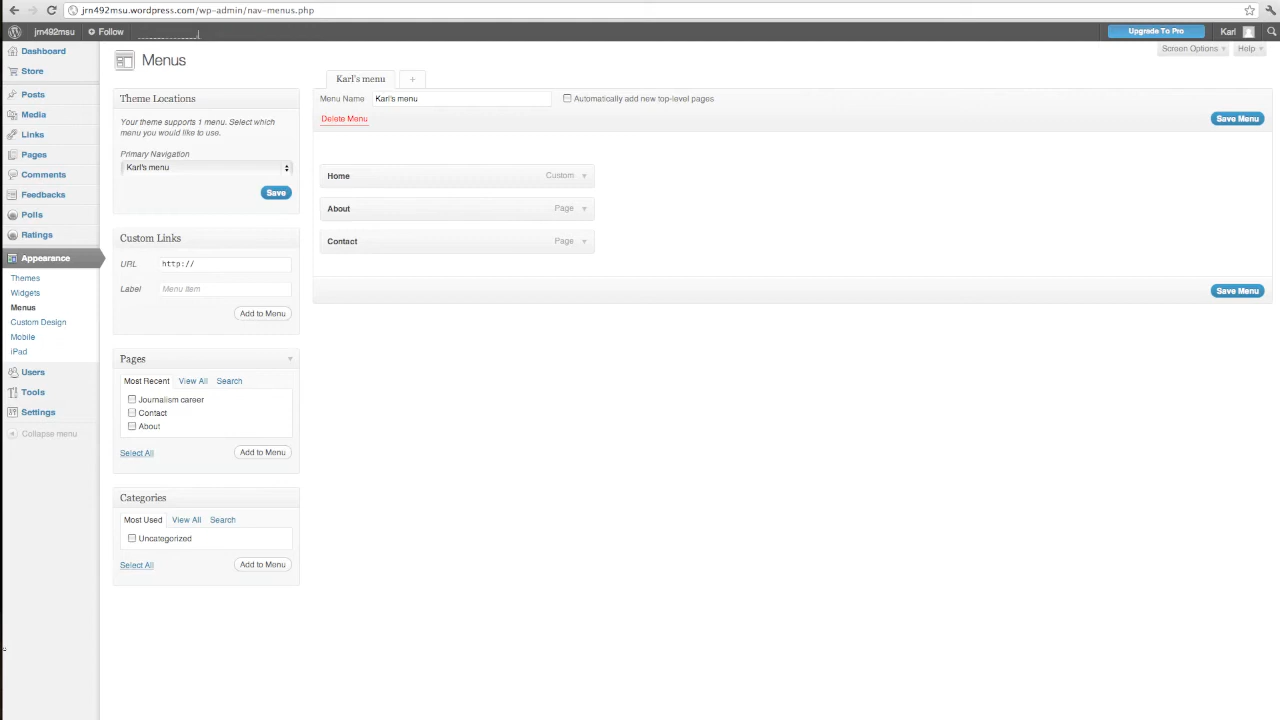 jrn492msu.wordpress.com/wp-admin/nav-menus.php
jrn492msu
Follow
Upgrade To Pro
Karl
Screen Options
Help
Dashboard
Store
Posts
Media
Links
Pages
Comments
Feedbacks
Polls
Ratings
Appearance
Themes
Widgets
Menus
Custom Design
Mobile
iPad
Users
Tools
Settings
Collapse menu
Menus
Theme Locations
Your theme supports 1 menu. Select which
menu you would like to use.
Primary Navigation
Karl's menu
Save
Custom Links
URL http://
Label Menu Item
Add to Menu
Pages
Most Recent View All Search
Journalism career
Contact
About
Select All Add to Menu
Categories
Most Used View All Search
Uncategorized
Select All Add to Menu
Karl's menu +
Menu Name Karl's menu Automatically add new top-level pages
Delete Menu Save Menu
Home Custom
About Page
Contact Page
Save Menu